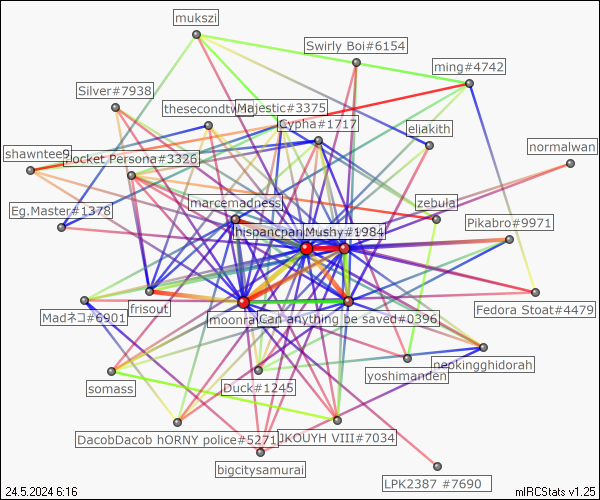 mukszi
Swirly Boi#6154
ming#4742
Silver#7938
thesecondtw
Majestic#3375
Cypha#1717
eliakith
normalwan
shawntee9
Pocket Persona#3326
Eg.Master#1378
marcemadness
zebula
hispancpan
Mushy#1984
Pikabro#9971
Madネコ#6901
frisout
moonra
Can anything be saved#0396
Fedora Stoat#4479
neokingghidorah
yoshimanden
somass
Duck#1245
DacobDacob hORNY police#5271
JKOUYH VIII#7034
bigcitysamurai
LPK2387 #7690
24.5.2024 6:16
mIRCStats v1.25